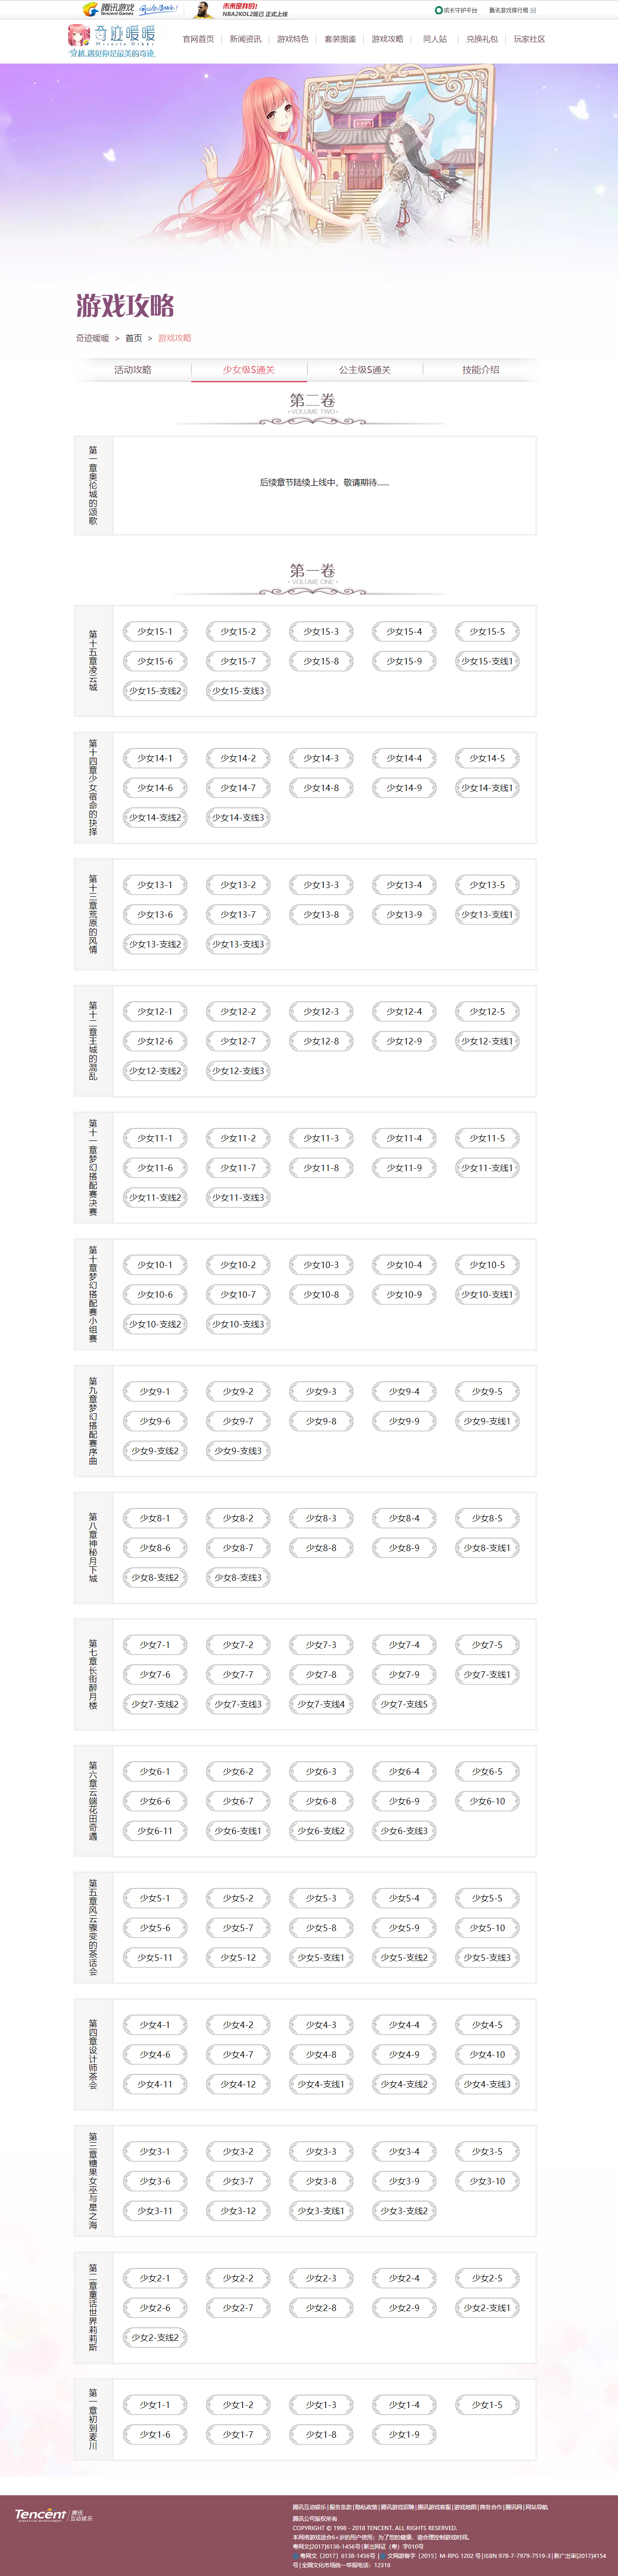 腾讯游戏
Tencent Games
未来是我的!
NBA2KOL2现已正式上线
成长守护平台
腾讯游戏排行榜
奇迹暖暖
Miracle Nikki
穿越,遇见你是最美的奇迹
官网首页 新闻资讯 游戏特色 套装图鉴 游戏攻略 同人站 兑换礼包 玩家社区
游戏攻略
奇迹暖暖 > 首页 > 游戏攻略
活动攻略 少女级S通关 公主级S通关 技能介绍
第二卷
·VOLUME TWO·
第一章奥伦城的颂歌
后续章节陆续上线中，敬请期待......
第一卷
·VOLUME ONE·
第十五章凌云城
少女15-1 少女15-2 少女15-3 少女15-4 少女15-5
少女15-6 少女15-7 少女15-8 少女15-9 少女15-支线1
少女15-支线2 少女15-支线3
第十四章少女宿命的抉择
少女14-1 少女14-2 少女14-3 少女14-4 少女14-5
少女14-6 少女14-7 少女14-8 少女14-9 少女14-支线1
少女14-支线2 少女14-支线3
第十三章荒原的风情
少女13-1 少女13-2 少女13-3 少女13-4 少女13-5
少女13-6 少女13-7 少女13-8 少女13-9 少女13-支线1
少女13-支线2 少女13-支线3
第十二章王城的混乱
少女12-1 少女12-2 少女12-3 少女12-4 少女12-5
少女12-6 少女12-7 少女12-8 少女12-9 少女12-支线1
少女12-支线2 少女12-支线3
第十一章梦幻搭配赛决赛
少女11-1 少女11-2 少女11-3 少女11-4 少女11-5
少女11-6 少女11-7 少女11-8 少女11-9 少女11-支线1
少女11-支线2 少女11-支线3
第十章梦幻搭配赛小组赛
少女10-1 少女10-2 少女10-3 少女10-4 少女10-5
少女10-6 少女10-7 少女10-8 少女10-9 少女10-支线1
少女10-支线2 少女10-支线3
第九章梦幻搭配赛序曲
少女9-1 少女9-2 少女9-3 少女9-4 少女9-5
少女9-6 少女9-7 少女9-8 少女9-9 少女9-支线1
少女9-支线2 少女9-支线3
第八章神秘月下城
少女8-1 少女8-2 少女8-3 少女8-4 少女8-5
少女8-6 少女8-7 少女8-8 少女8-9 少女8-支线1
少女8-支线2 少女8-支线3
第七章长街醉月楼
少女7-1 少女7-2 少女7-3 少女7-4 少女7-5
少女7-6 少女7-7 少女7-8 少女7-9 少女7-支线1
少女7-支线2 少女7-支线3 少女7-支线4 少女7-支线5
第六章云端花田奇遇
少女6-1 少女6-2 少女6-3 少女6-4 少女6-5
少女6-6 少女6-7 少女6-8 少女6-9 少女6-10
少女6-11 少女6-支线1 少女6-支线2 少女6-支线3
第五章风云骤变的茶话会
少女5-1 少女5-2 少女5-3 少女5-4 少女5-5
少女5-6 少女5-7 少女5-8 少女5-9 少女5-10
少女5-11 少女5-12 少女5-支线1 少女5-支线2 少女5-支线3
第四章设计师茶会
少女4-1 少女4-2 少女4-3 少女4-4 少女4-5
少女4-6 少女4-7 少女4-8 少女4-9 少女4-10
少女4-11 少女4-12 少女4-支线1 少女4-支线2 少女4-支线3
第三章糖果女巫与星之海
少女3-1 少女3-2 少女3-3 少女3-4 少女3-5
少女3-6 少女3-7 少女3-8 少女3-9 少女3-10
少女3-11 少女3-12 少女3-支线1 少女3-支线2
第二章童话世界莉莉斯
少女2-1 少女2-2 少女2-3 少女2-4 少女2-5
少女2-6 少女2-7 少女2-8 少女2-9 少女2-支线1
少女2-支线2
第一章初到麦川
少女1-1 少女1-2 少女1-3 少女1-4 少女1-5
少女1-6 少女1-7 少女1-8 少女1-9
Tencent 腾讯互动娱乐
腾讯互动娱乐|服务条款|隐私政策|腾讯游戏招聘|腾讯游戏客服|游戏地图|商务合作|腾讯网|网站导航
腾讯公司版权所有
COPYRIGHT © 1998 - 2018 TENCENT. ALL RIGHTS RESERVED.
本网络游戏适合6+岁的用户使用；为了您的健康，请合理控制游戏时间。
粤网文[2017]6138-1456号|新出网证（粤）字010号
粤网文〔2017〕6138-1456号 | 文网游备字〔2015〕M-RPG 1202 号|ISBN 978-7-7979-7519-3|新广出审[2017]4154
号|全国文化市场统一举报电话：12318